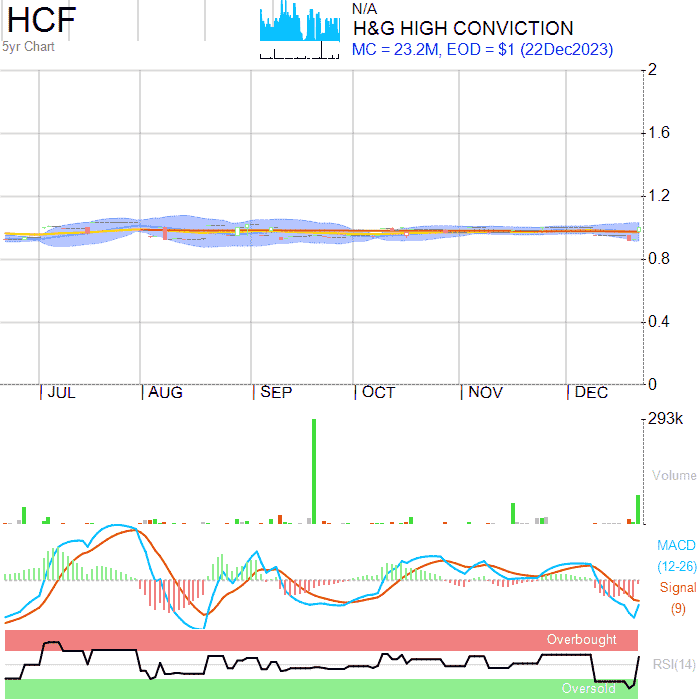 HCF
5yr Chart
N/A
H&G HIGH CONVICTION
MC = 23.2M, EOD = $1 (22Dec2023)
2
1.6
1.2
0.8
0.4
0
JUL AUG SEP OCT NOV DEC
293k
Volume
MACD
(12-26)
Signal
(9)
Overbought
RSI(14)
Oversold